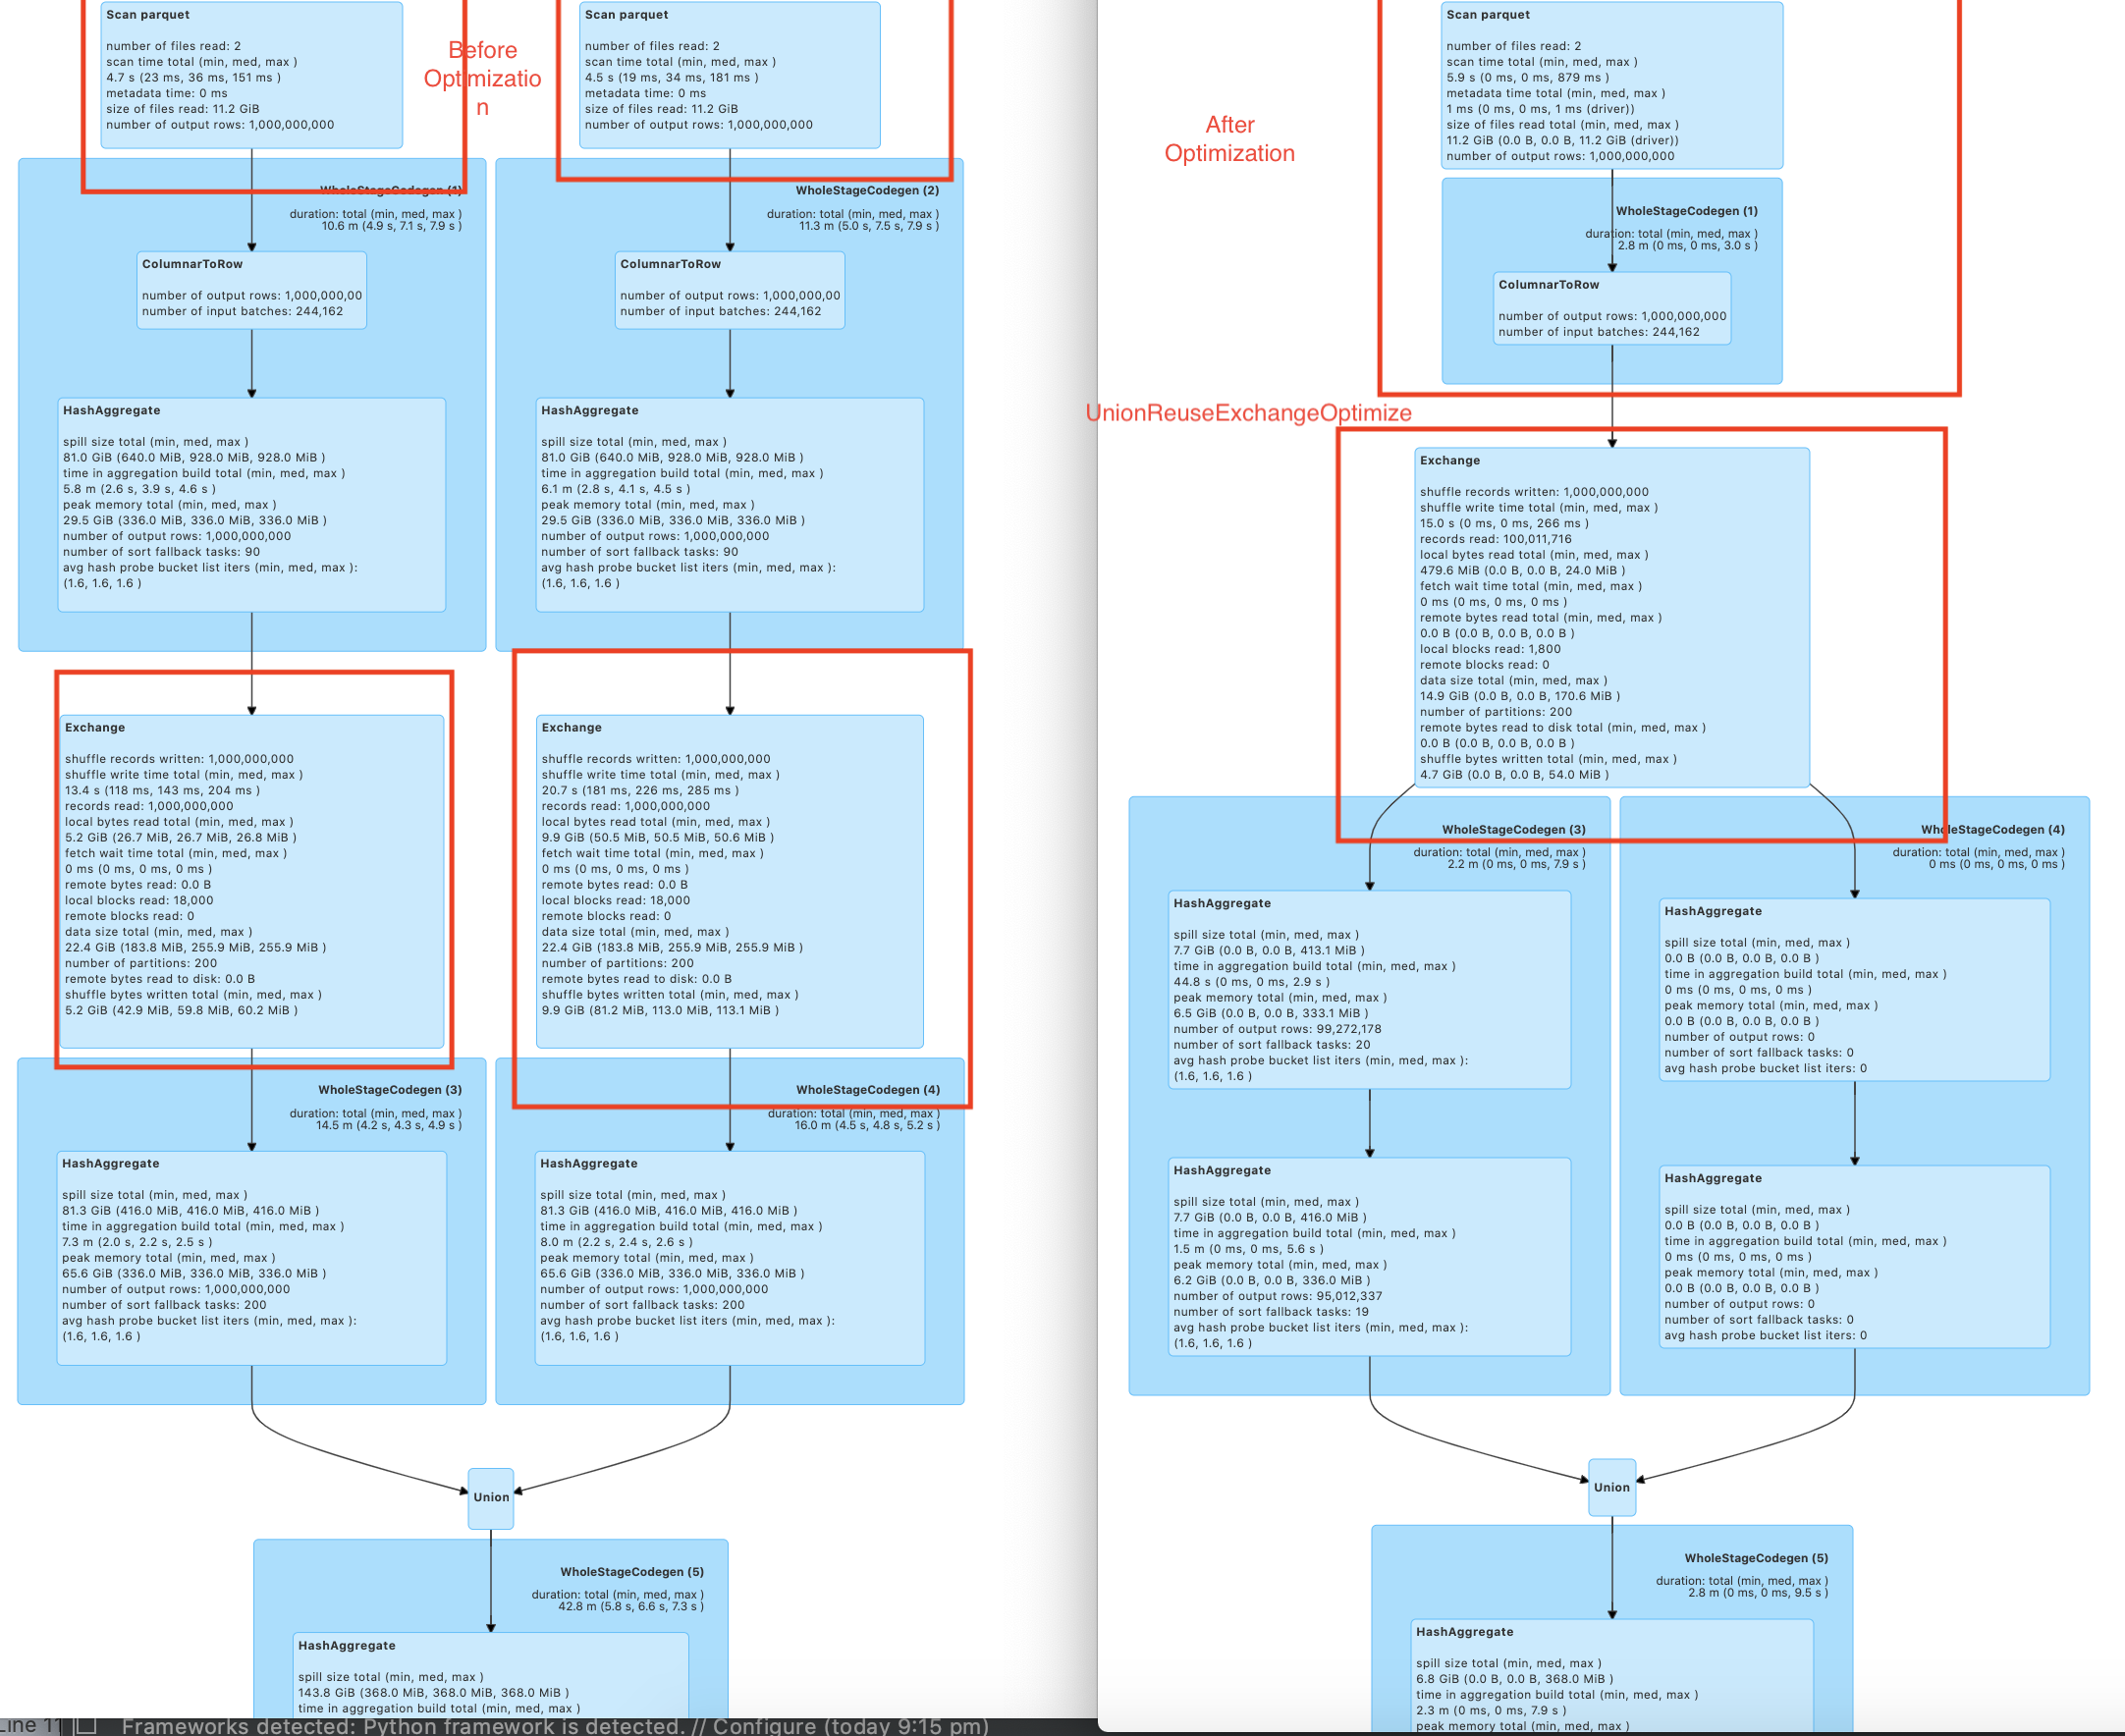 Scan parquet
number of files read: 2
scan time total (min, med, max )
4.7 s (23 ms, 36 ms, 151 ms )
metadata time: 0 ms
size of files read: 11.2 GiB
number of output rows: 1,000,000,000
Before
Optimizatio
n
Scan parquet
number of files read: 2
scan time total (min, med, max )
4.5 s (19 ms, 34 ms, 181 ms )
metadata time: 0 ms
size of files read: 11.2 GiB
number of output rows: 1,000,000,000
WholeStageCodegen (1)
duration: total (min, med, max )
10.6 m (4.9 s, 7.1 s, 7.9 s )
ColumnarToRow
number of output rows: 1,000,000,00
number of input batches: 244,162
HashAggregate
spill size total (min, med, max )
81.0 GiB (640.0 MiB, 928.0 MiB, 928.0 MiB )
time in aggregation build total (min, med, max )
5.8 m (2.6 s, 3.9 s, 4.6 s )
peak memory total (min, med, max )
29.5 GiB (336.0 MiB, 336.0 MiB, 336.0 MiB )
number of output rows: 1,000,000,000
number of sort fallback tasks: 90
avg hash probe bucket list iters (min, med, max ):
(1.6, 1.6, 1.6 )
WholeStageCodegen (2)
duration: total (min, med, max )
11.3 m (5.0 s, 7.5 s, 7.9 s )
ColumnarToRow
number of output rows: 1,000,000,00
number of input batches: 244,162
HashAggregate
spill size total (min, med, max )
81.0 GiB (640.0 MiB, 928.0 MiB, 928.0 MiB )
time in aggregation build total (min, med, max )
6.1 m (2.8 s, 4.1 s, 4.5 s )
peak memory total (min, med, max )
29.5 GiB (336.0 MiB, 336.0 MiB, 336.0 MiB )
number of output rows: 1,000,000,000
number of sort fallback tasks: 90
avg hash probe bucket list iters (min, med, max ):
(1.6, 1.6, 1.6 )
Exchange
shuffle records written: 1,000,000,000
shuffle write time total (min, med, max )
13.4 s (118 ms, 143 ms, 204 ms )
records read: 1,000,000,000
local bytes read total (min, med, max )
5.2 GiB (26.7 MiB, 26.7 MiB, 26.8 MiB )
fetch wait time total (min, med, max )
0 ms (0 ms, 0 ms, 0 ms )
remote bytes read: 0.0 B
local blocks read: 18,000
remote blocks read: 0
data size total (min, med, max )
22.4 GiB (183.8 MiB, 255.9 MiB, 255.9 MiB )
number of partitions: 200
remote bytes read to disk: 0.0 B
shuffle bytes written total (min, med, max )
5.2 GiB (42.9 MiB, 59.8 MiB, 60.2 MiB )
Exchange
shuffle records written: 1,000,000,000
shuffle write time total (min, med, max )
20.7 s (181 ms, 226 ms, 285 ms )
records read: 1,000,000,000
local bytes read total (min, med, max )
9.9 GiB (50.5 MiB, 50.5 MiB, 50.6 MiB )
fetch wait time total (min, med, max )
0 ms (0 ms, 0 ms, 0 ms )
remote bytes read: 0.0 B
local blocks read: 18,000
remote blocks read: 0
data size total (min, med, max )
22.4 GiB (183.8 MiB, 255.9 MiB, 255.9 MiB )
number of partitions: 200
remote bytes read to disk: 0.0 B
shuffle bytes written total (min, med, max )
9.9 GiB (81.2 MiB, 113.0 MiB, 113.1 MiB )
WholeStageCodegen (3)
duration: total (min, med, max )
14.5 m (4.2 s, 4.3 s, 4.9 s )
HashAggregate
spill size total (min, med, max )
81.3 GiB (416.0 MiB, 416.0 MiB, 416.0 MiB )
time in aggregation build total (min, med, max )
7.3 m (2.0 s, 2.2 s, 2.5 s )
peak memory total (min, med, max )
65.6 GiB (336.0 MiB, 336.0 MiB, 336.0 MiB )
number of output rows: 1,000,000,000
number of sort fallback tasks: 200
avg hash probe bucket list iters (min, med, max ):
(1.6, 1.6, 1.6 )
WholeStageCodegen (4)
duration: total (min, med, max )
16.0 m (4.5 s, 4.8 s, 5.2 s )
HashAggregate
spill size total (min, med, max )
81.3 GiB (416.0 MiB, 416.0 MiB, 416.0 MiB )
time in aggregation build total (min, med, max )
8.0 m (2.2 s, 2.4 s, 2.6 s )
peak memory total (min, med, max )
65.6 GiB (336.0 MiB, 336.0 MiB, 336.0 MiB )
number of output rows: 1,000,000,000
number of sort fallback tasks: 200
avg hash probe bucket list iters (min, med, max ):
(1.6, 1.6, 1.6 )
Union
WholeStageCodegen (5)
duration: total (min, med, max )
42.8 m (5.8 s, 6.6 s, 7.3 s )
HashAggregate
spill size total (min, med, max )
143.8 GiB (368.0 MiB, 368.0 MiB, 368.0 MiB )
time in aggregation build total (min, med, max )
Line 11
Frameworks detected: Python framework is detected. // Configure (today 9:15 pm)
After
Optimization
Scan parquet
number of files read: 2
scan time total (min, med, max )
5.9 s (0 ms, 0 ms, 879 ms )
metadata time total (min, med, max )
1 ms (0 ms, 0 ms, 1 ms (driver))
size of files read total (min, med, max )
11.2 GiB (0.0 B, 0.0 B, 11.2 GiB (driver))
number of output rows: 1,000,000,000
WholeStageCodegen (1)
duration: total (min, med, max )
2.8 m (0 ms, 0 ms, 3.0 s )
ColumnarToRow
number of output rows: 1,000,000,000
number of input batches: 244,162
UnionReuseExchangeOptimize
Exchange
shuffle records written: 1,000,000,000
shuffle write time total (min, med, max )
15.0 s (0 ms, 0 ms, 266 ms )
records read: 100,011,716
local bytes read total (min, med, max )
479.6 MiB (0.0 B, 0.0 B, 24.0 MiB )
fetch wait time total (min, med, max )
0 ms (0 ms, 0 ms, 0 ms )
remote bytes read total (min, med, max )
0.0 B (0.0 B, 0.0 B, 0.0 B )
local blocks read: 1,800
remote blocks read: 0
data size total (min, med, max )
14.9 GiB (0.0 B, 0.0 B, 170.6 MiB )
number of partitions: 200
remote bytes read to disk total (min, med, max )
0.0 B (0.0 B, 0.0 B, 0.0 B )
shuffle bytes written total (min, med, max )
4.7 GiB (0.0 B, 0.0 B, 54.0 MiB )
WholeStageCodegen (3)
duration: total (min, med, max )
2.2 m (0 ms, 0 ms, 7.9 s )
HashAggregate
spill size total (min, med, max )
7.7 GiB (0.0 B, 0.0 B, 413.1 MiB )
time in aggregation build total (min, med, max )
44.8 s (0 ms, 0 ms, 2.9 s )
peak memory total (min, med, max )
6.5 GiB (0.0 B, 0.0 B, 333.1 MiB )
number of output rows: 99,272,178
number of sort fallback tasks: 20
avg hash probe bucket list iters (min, med, max ):
(1.6, 1.6, 1.6 )
HashAggregate
spill size total (min, med, max )
7.7 GiB (0.0 B, 0.0 B, 416.0 MiB )
time in aggregation build total (min, med, max )
1.5 m (0 ms, 0 ms, 5.6 s )
peak memory total (min, med, max )
6.2 GiB (0.0 B, 0.0 B, 336.0 MiB )
number of output rows: 95,012,337
number of sort fallback tasks: 19
avg hash probe bucket list iters (min, med, max ):
(1.6, 1.6, 1.6 )
WholeStageCodegen (4)
duration: total (min, med, max )
0 ms (0 ms, 0 ms, 0 ms )
HashAggregate
spill size total (min, med, max )
0.0 B (0.0 B, 0.0 B, 0.0 B )
time in aggregation build total (min, med, max )
0 ms (0 ms, 0 ms, 0 ms )
peak memory total (min, med, max )
0.0 B (0.0 B, 0.0 B, 0.0 B )
number of output rows: 0
number of sort fallback tasks: 0
avg hash probe bucket list iters: 0
HashAggregate
spill size total (min, med, max )
0.0 B (0.0 B, 0.0 B, 0.0 B )
time in aggregation build total (min, med, max )
0 ms (0 ms, 0 ms, 0 ms )
peak memory total (min, med, max )
0.0 B (0.0 B, 0.0 B, 0.0 B )
number of output rows: 0
number of sort fallback tasks: 0
avg hash probe bucket list iters: 0
Union
WholeStageCodegen (5)
duration: total (min, med, max )
2.8 m (0 ms, 0 ms, 9.5 s )
HashAggregate
spill size total (min, med, max )
6.8 GiB (0.0 B, 0.0 B, 368.0 MiB )
time in aggregation build total (min, med, max )
2.3 m (0 ms, 0 ms, 7.9 s )
peak memory total (min, med, max )